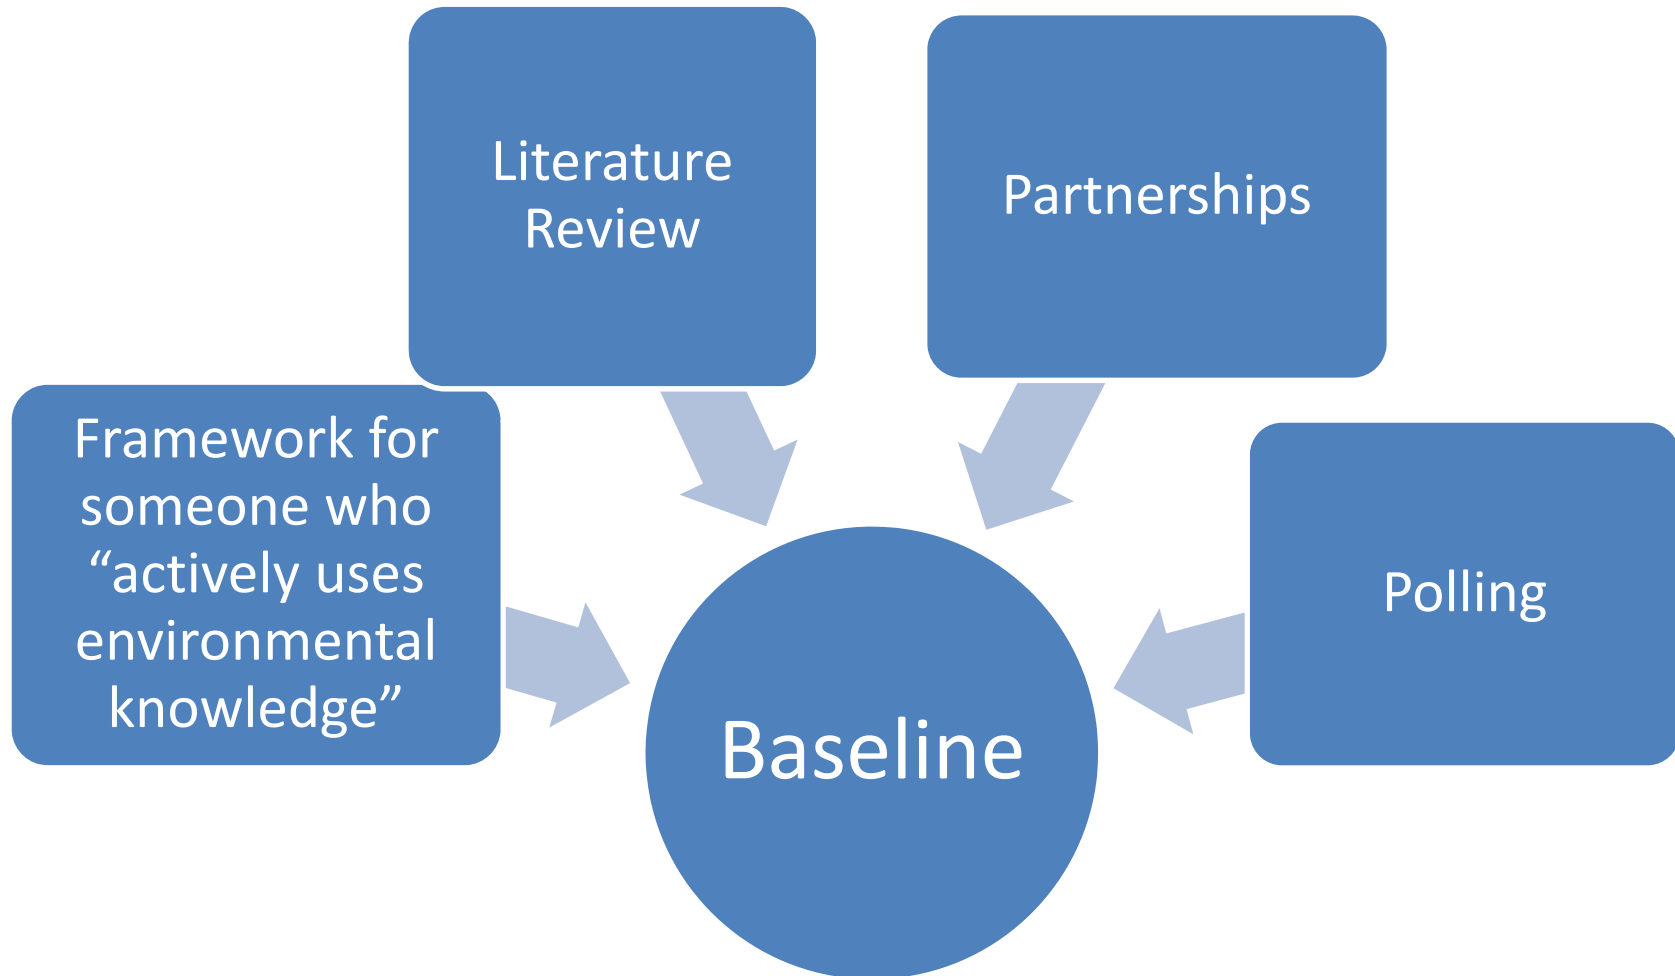 Literature
Review
Partnerships
Framework for
someone who
“actively uses
environmental
knowledge”
Polling
Baseline